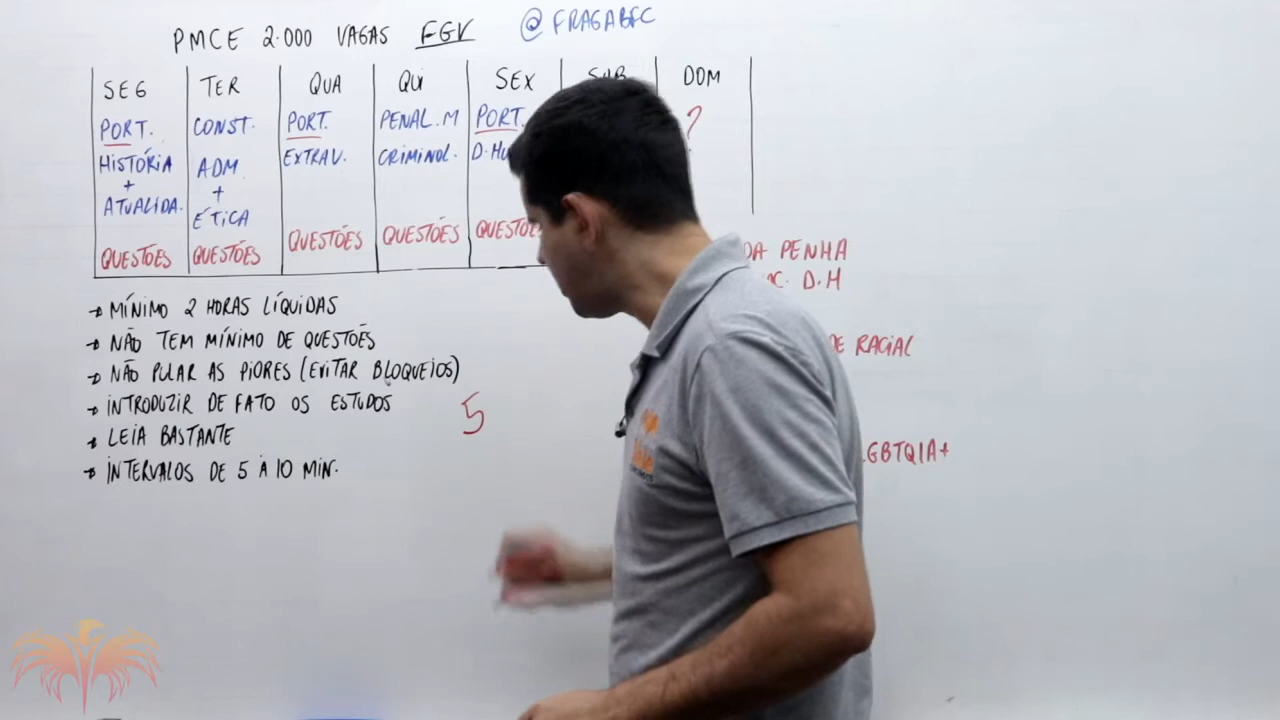 PMCE 2.000 VAGAS FGV @FRAGABFC
SEG TER QUA QUI SEX DOM
PORT. CONST. PORT. PENAL.M PORT. ?
HISTÓRIA ADM. EXTRAV. CRIMINOL.
+ +
ATUALIDA. ÉTICA
QUESTÕES QUESTÕES QUESTÕES QUESTÕES QUESTÕES
DA PENHA
D.H
RACIAL
LGBTQIA+
→ MÍNIMO 2 HORAS LÍQUIDAS
→ NÃO TEM MÍNIMO DE QUESTÕES
→ NÃO PULAR AS PIORES (EVITAR BLOQUEIOS)
→ INTRODUZIR DE FATO OS ESTUDOS
→ LEIA BASTANTE
→ INTERVALOS DE 5 À 10 MIN.
5